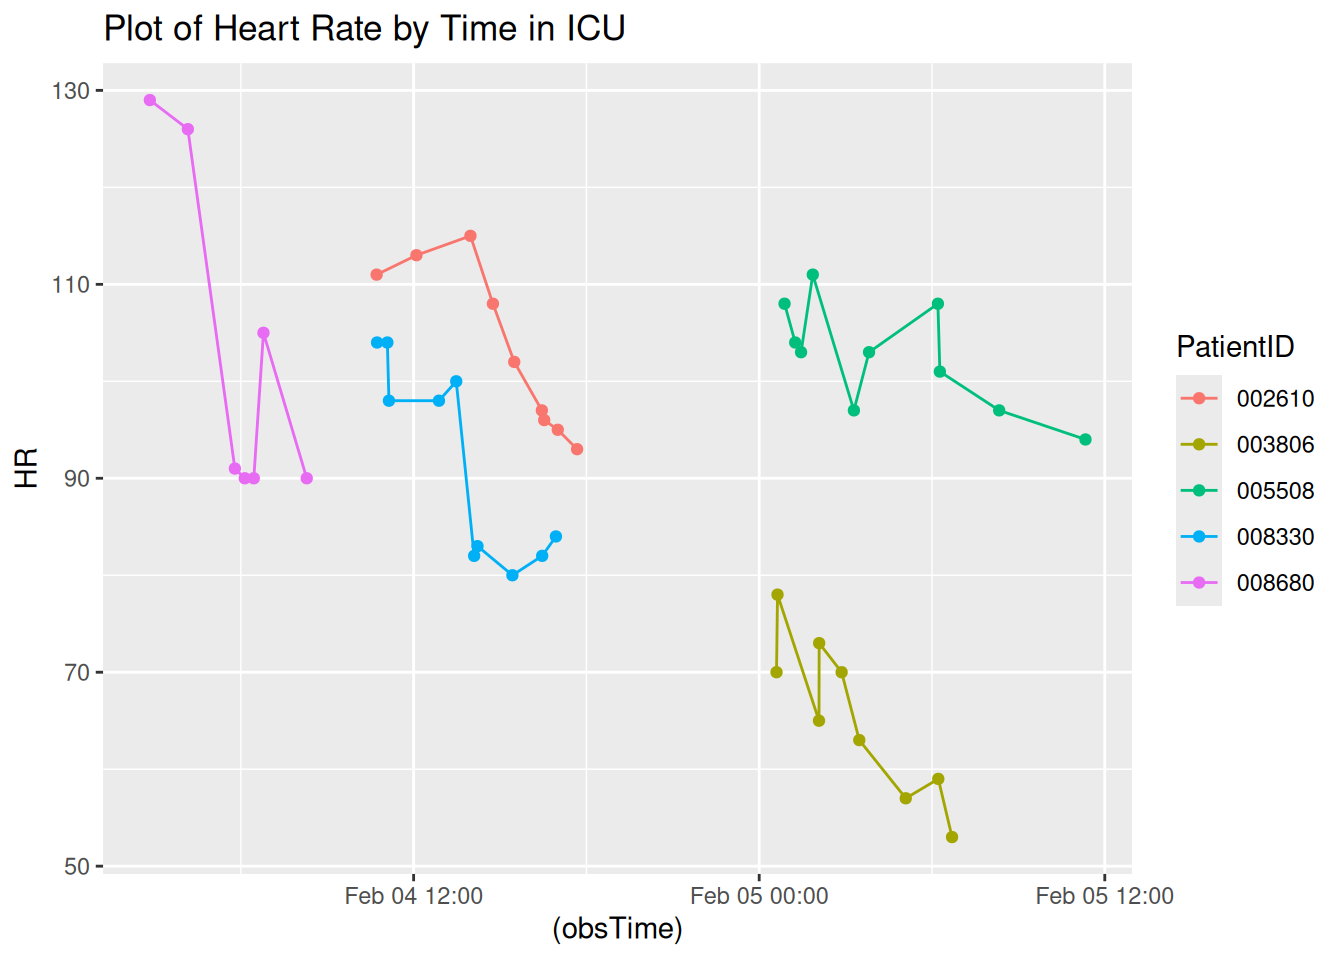 Plot of Heart Rate by Time in ICU
130
110
90
70
50
HR
Feb 04 12:00
Feb 05 00:00
Feb 05 12:00
(obsTime)
PatientID
002610
003806
005508
008330
008680